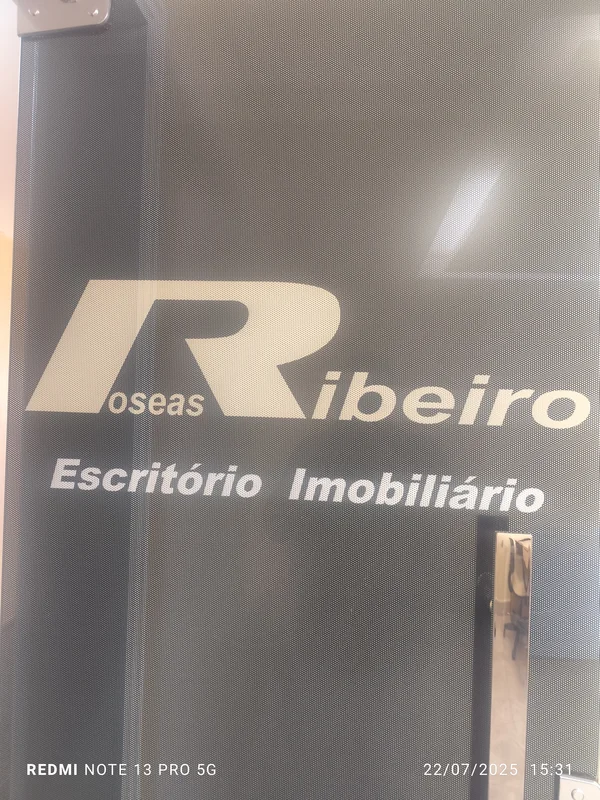 Roseas Ribeiro
Escritório Imobiliário
REDMI NOTE 13 PRO 5G
22/07/2025 15:31